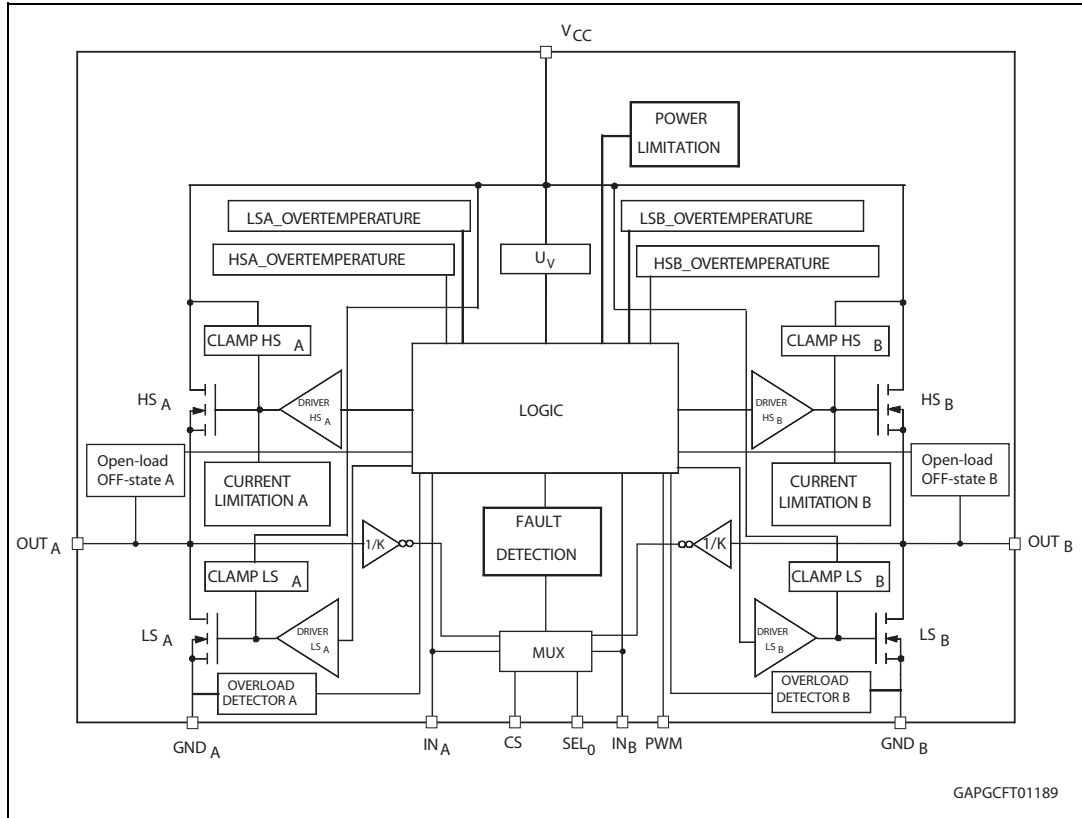 VCC
POWER
LIMITATION
LSA_OVERTEMPERATURE
LSB_OVERTEMPERATURE
HSA_OVERTEMPERATURE
UV
HSB_OVERTEMPERATURE
CLAMP HS A
CLAMP HS B
HS A
DRIVER
HS A
LOGIC
DRIVER
HS B
HS B
Open-load
OFF-state A
CURRENT
LIMITATION A
CURRENT
LIMITATION B
Open-load
OFF-state B
OUT A
1/K
FAULT
DETECTION
1/K
OUT B
CLAMP LS A
CLAMP LS B
LS A
DRIVER
LS A
MUX
DRIVER
LS B
LS B
OVERLOAD
DETECTOR A
OVERLOAD
DETECTOR B
GND A
IN A
CS
SEL0
IN B
PWM
GND B
GAPGCFT01189